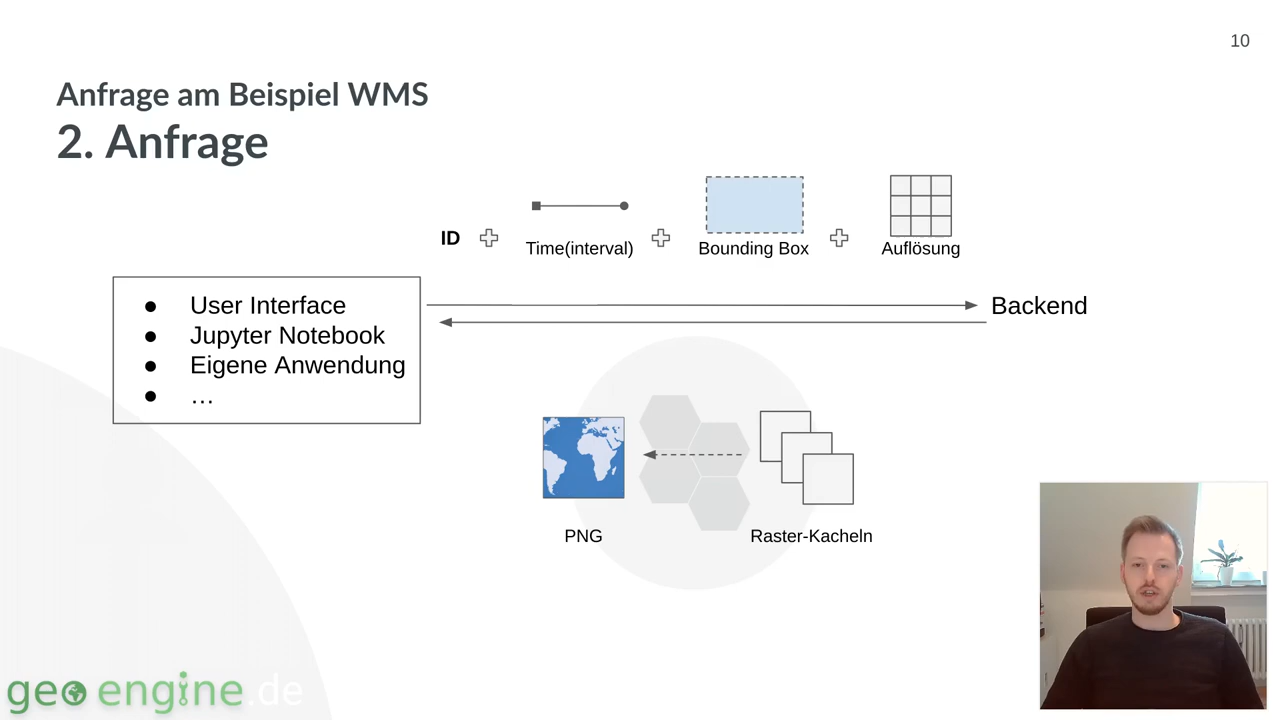 10
Anfrage am Beispiel WMS
2. Anfrage
ID
Time(interval)
Bounding Box
Auflösung
● User Interface
● Jupyter Notebook
● Eigene Anwendung
● …
Backend
PNG
Raster-Kacheln
geo engine.de